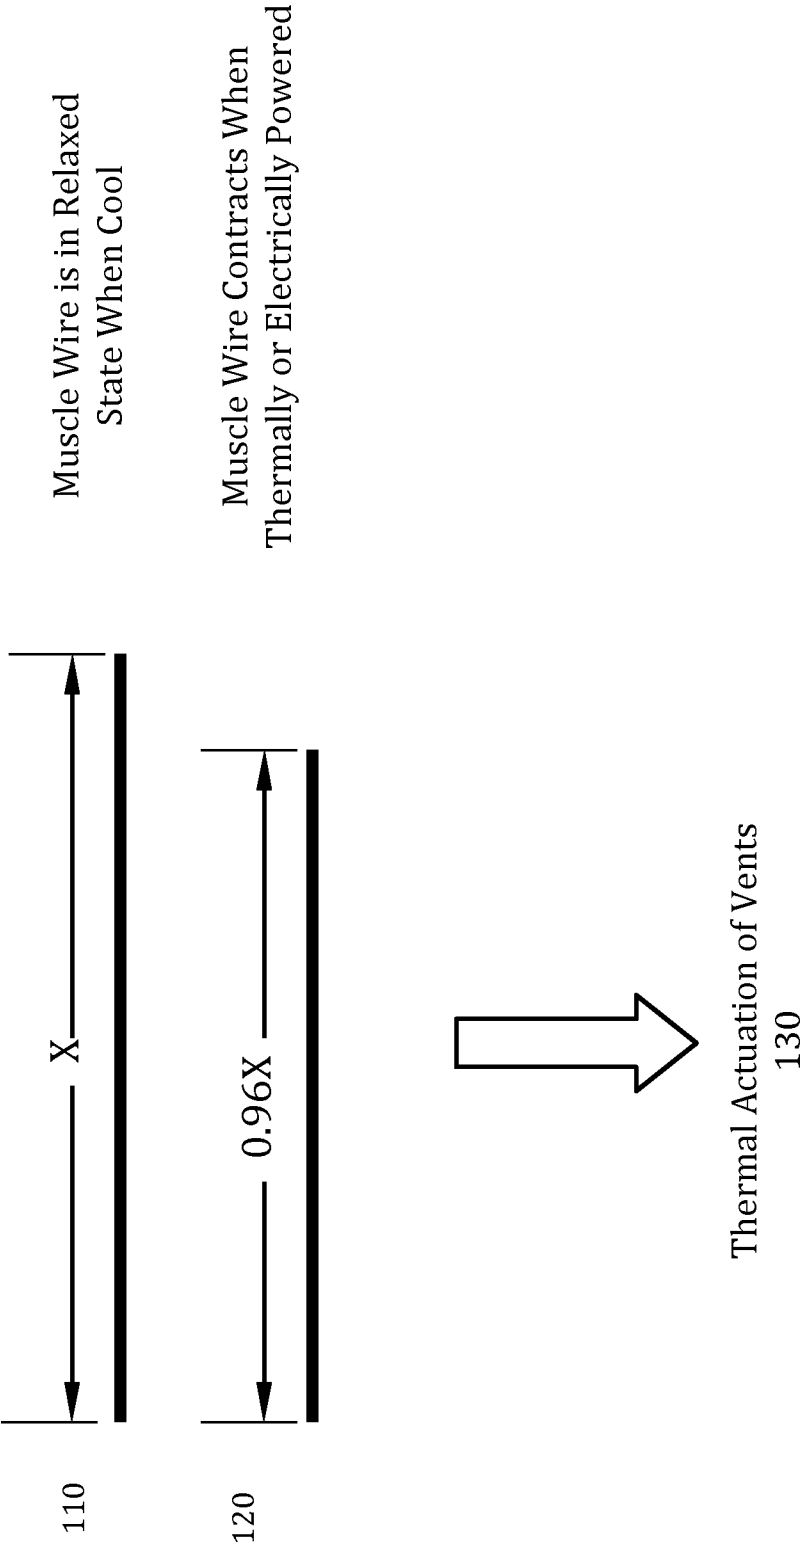 110
X
Muscle Wire is in Relaxed
State When Cool
120
0.96X
Muscle Wire Contracts When
Thermally or Electrically Powered
Thermal Actuation of Vents
130